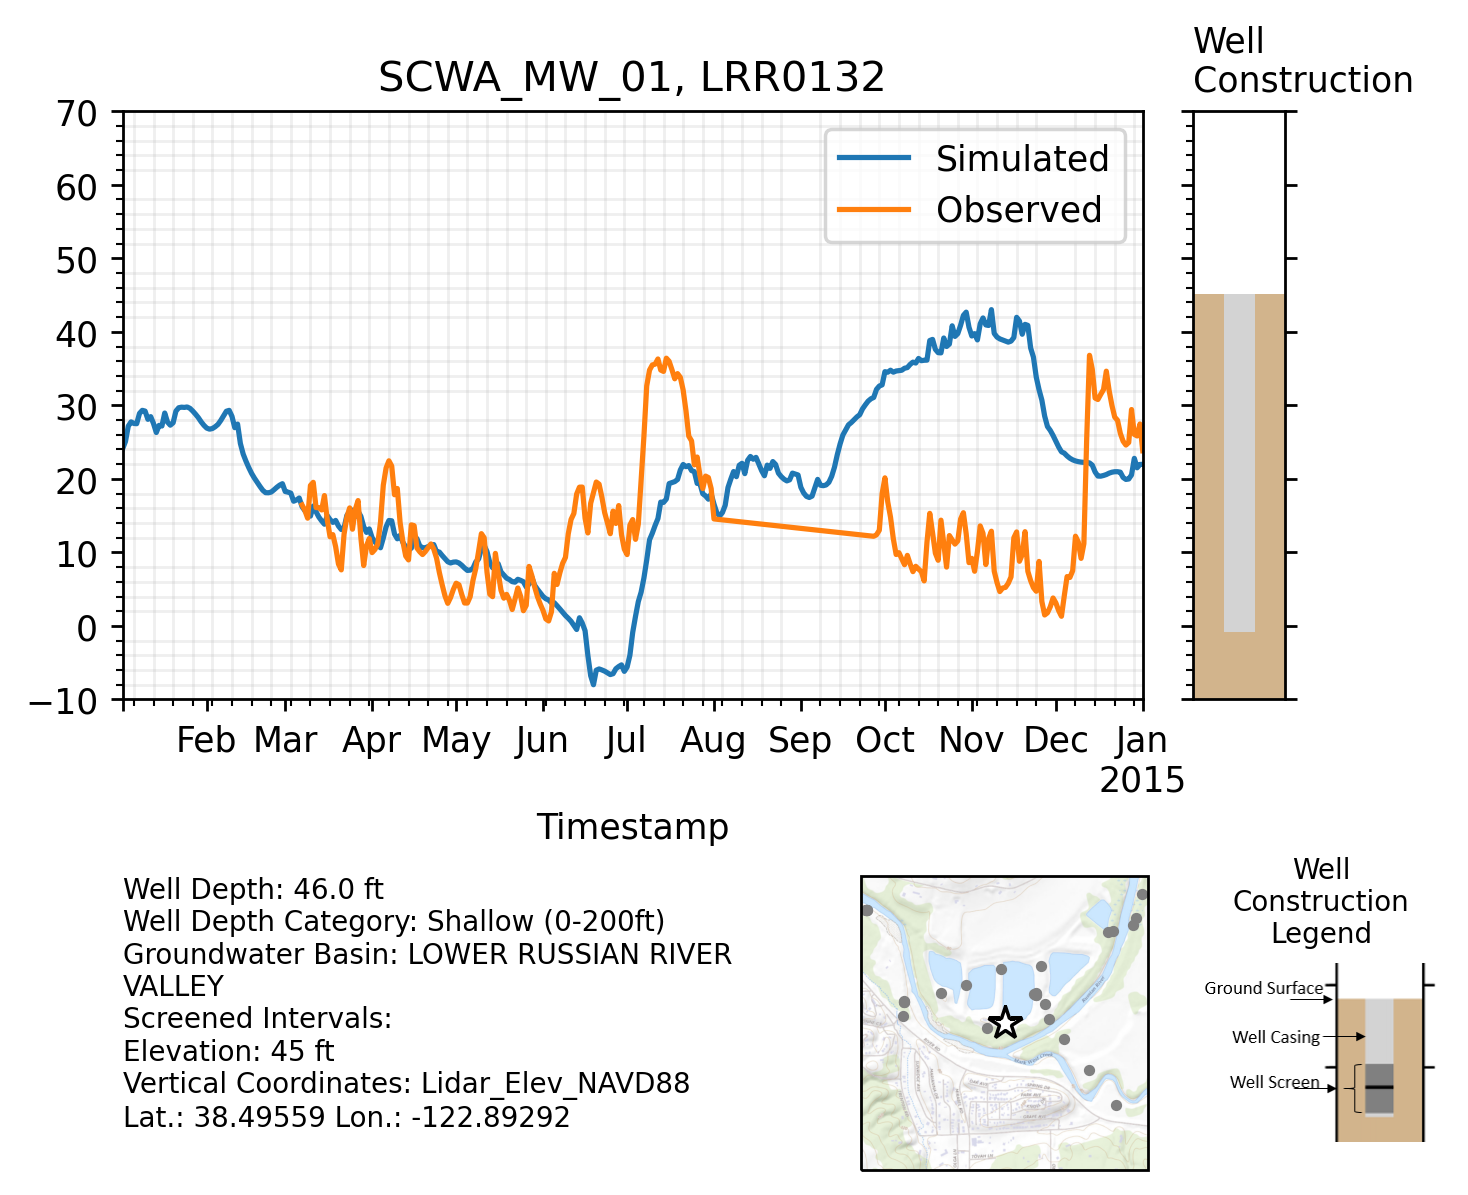 Well
Construction
SCWA_MW_01, LRR0132
70
60
50
40
30
20
10
0
−10
Simulated
Observed
Feb Mar Apr May Jun Jul Aug Sep Oct Nov Dec Jan
2015
Timestamp
Well Depth: 46.0 ft
Well Depth Category: Shallow (0-200ft)
Groundwater Basin: LOWER RUSSIAN RIVER
VALLEY
Screened Intervals:
Elevation: 45 ft
Vertical Coordinates: Lidar_Elev_NAVD88
Lat.: 38.49559 Lon.: -122.89292
Well
Construction
Legend
Ground Surface
Well Casing
Well Screen